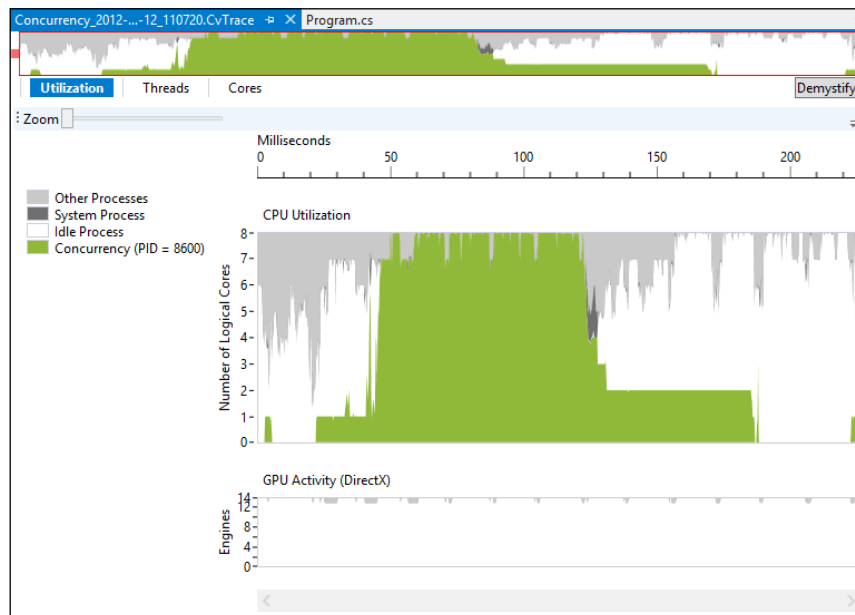 Concurrency_2012-...-12_110720.CvTrace Program.cs
Utilization Threads Cores Demystify
Zoom
Milliseconds
0 50 100 150 200
Other Processes
System Process
Idle Process
Concurrency (PID = 8600)
CPU Utilization
Number of Logical Cores
8
7
6
5
4
3
2
1
0
GPU Activity (DirectX)
Engines
14
12
8
4
0